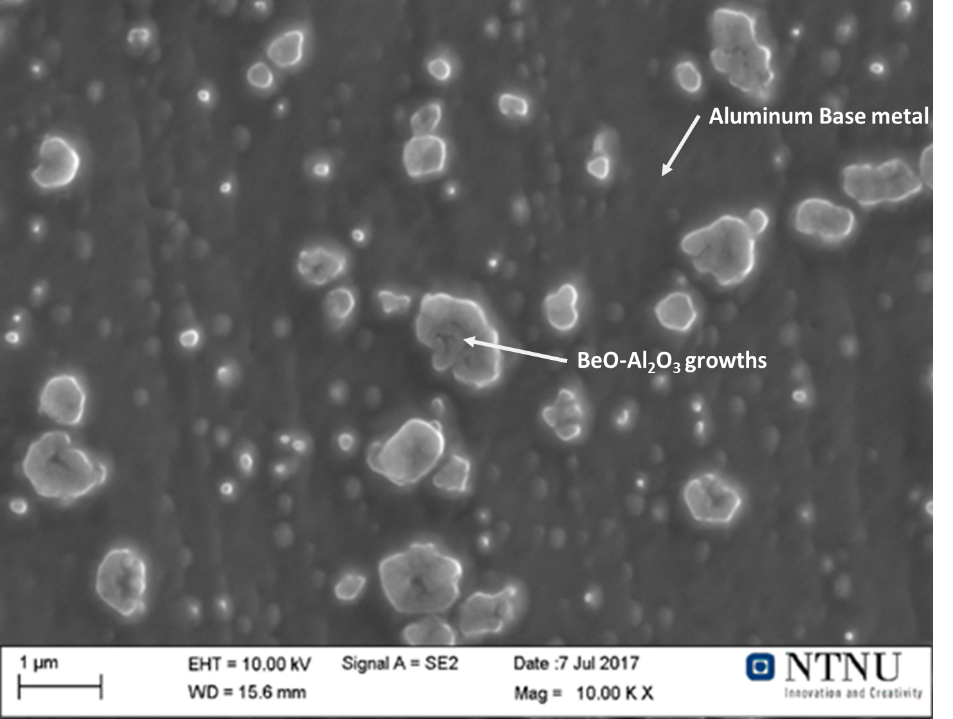 Aluminum Base metal
BeO-Al₂O₃ growths
1 µm
EHT = 10.00 kV Signal A = SE2 Date :7 Jul 2017
WD = 15.6 mm Mag = 10.00 K X
NTNU
Innovation and Creativity